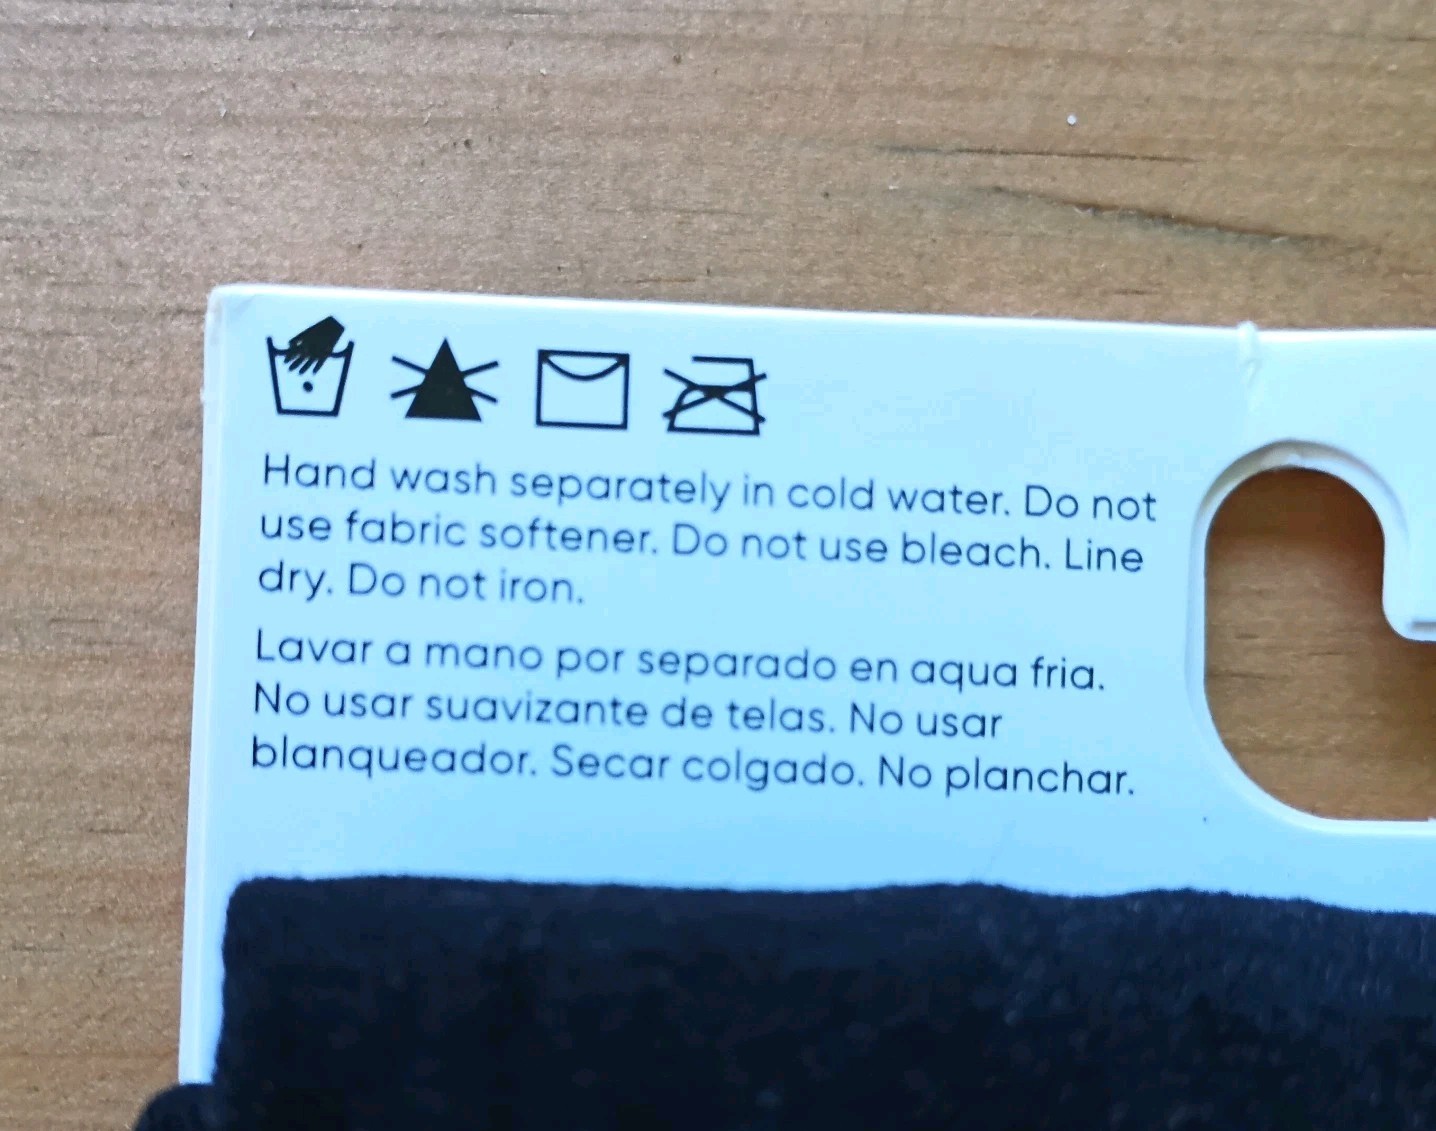 Hand wash separately in cold water. Do not
use fabric softener. Do not use bleach. Line
dry. Do not iron.
Lavar a mano por separado en aqua fria.
No usar suavizante de telas. No usar
blanqueador. Secar colgado. No planchar.